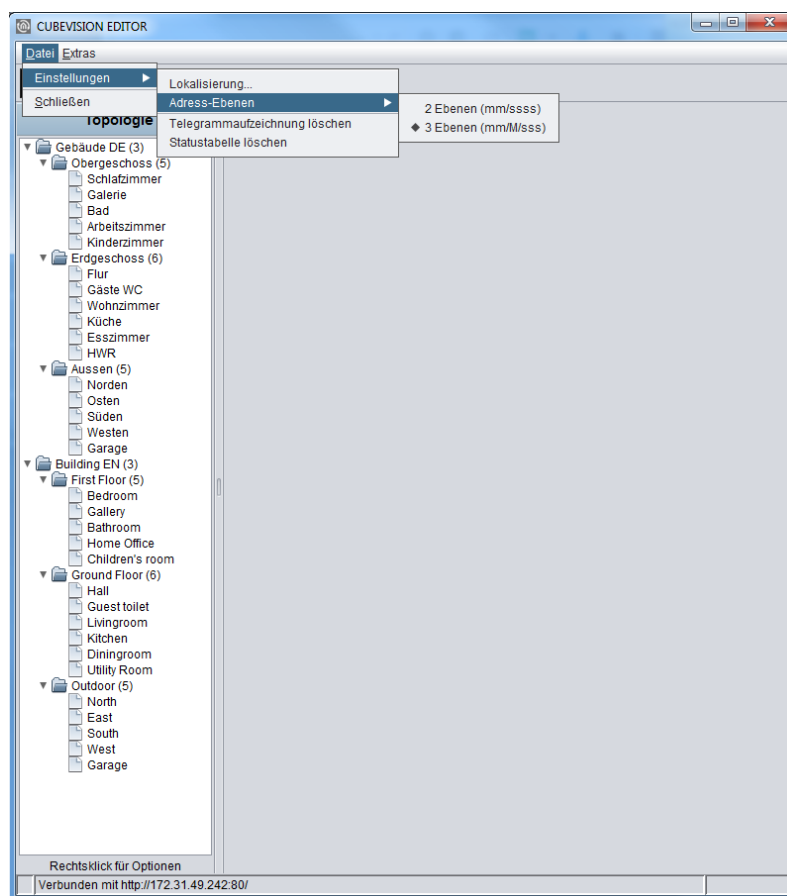 CUBEVISION EDITOR
Datei Extras
Einstellungen
Schließen
Lokalisierung...
Adress-Ebenen
Telegrammaufzeichnung löschen
Statustabelle löschen
2 Ebenen (mm/ssss)
3 Ebenen (mm/M/sss)
Topologie
Gebäude DE (3)
Obergeschoss (5)
Schlafzimmer
Galerie
Bad
Arbeitszimmer
Kinderzimmer
Erdgeschoss (6)
Flur
Gäste WC
Wohnzimmer
Küche
Esszimmer
HWR
Aussen (5)
Norden
Osten
Süden
Westen
Garage
Building EN (3)
First Floor (5)
Bedroom
Gallery
Bathroom
Home Office
Children's room
Ground Floor (6)
Hall
Guest toilet
Livingroom
Kitchen
Diningroom
Utility Room
Outdoor (5)
North
East
South
West
Garage
Rechtsklick für Optionen
Verbunden mit http://172.31.49.242:80/